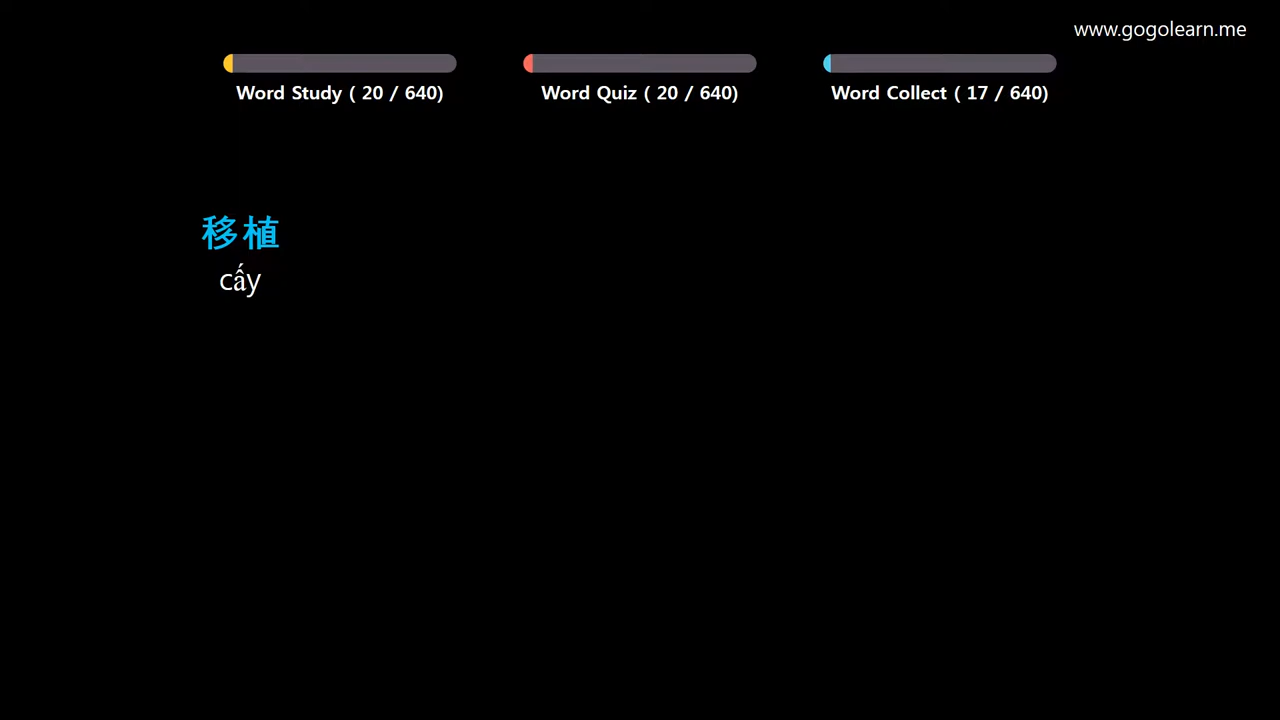 www.gogolearn.me
Word Study ( 20 / 640)
Word Quiz ( 20 / 640)
Word Collect ( 17 / 640)
移植
cấy